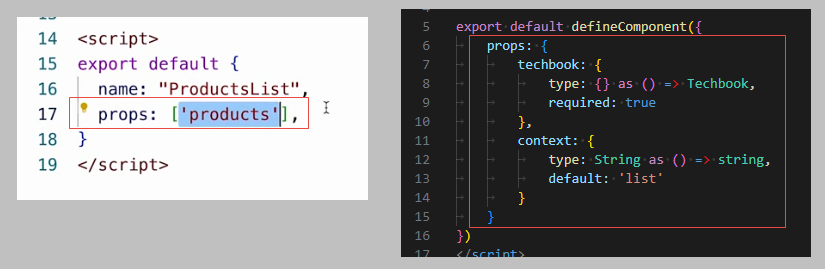 14 <script>
15 export default {
16 name: "ProductsList",
17 props: ['products'],
18 }
19 </script>
5 export default defineComponent({
6 props: {
7 techbook: {
8 type: {} as () => Techbook,
9 required: true
10 },
11 context: {
12 type: String as () => string,
13 default: 'list'
14 }
15 }
16 })
17 </script>